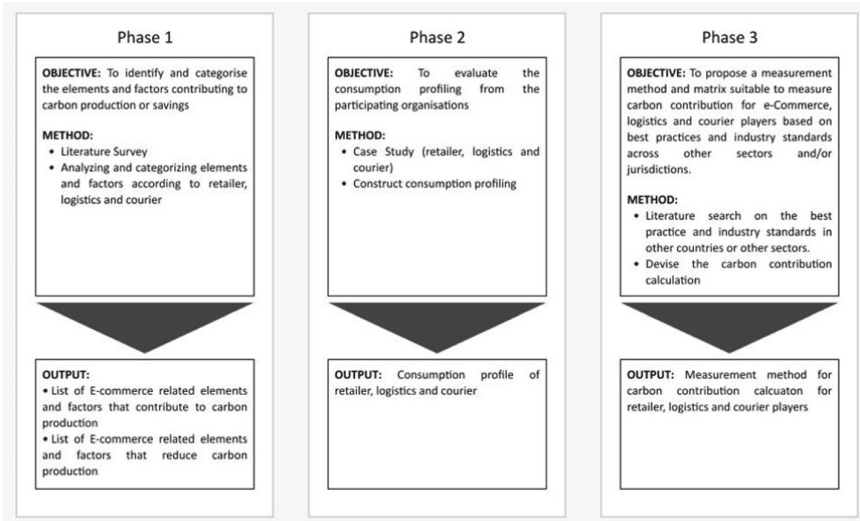 Phase 1
OBJECTIVE: To identify and categorise
the elements and factors contributing to
carbon production or savings
METHOD:
• Literature Survey
• Analyzing and categorizing elements
and factors according to retailer,
logistics and courier
OUTPUT:
• List of E-commerce related elements
and factors that contribute to carbon
production
• List of E-commerce related elements
and factors that reduce carbon
production
Phase 2
OBJECTIVE: To evaluate the
consumption profiling from the
participating organisations
METHOD:
• Case Study (retailer, logistics and
courier)
• Construct consumption profiling
OUTPUT: Consumption profile of
retailer, logistics and courier
Phase 3
OBJECTIVE: To propose a measurement
method and matrix suitable to measure
carbon contribution for e-Commerce,
logistics and courier players based on
best practices and industry standards
across other sectors and/or
jurisdictions.
METHOD:
• Literature search on the best
practice and industry standards in
other countries or other sectors.
• Devise the carbon contribution
calculation
OUTPUT: Measurement method for
carbon contribution calcuaton for
retailer, logistics and courier players